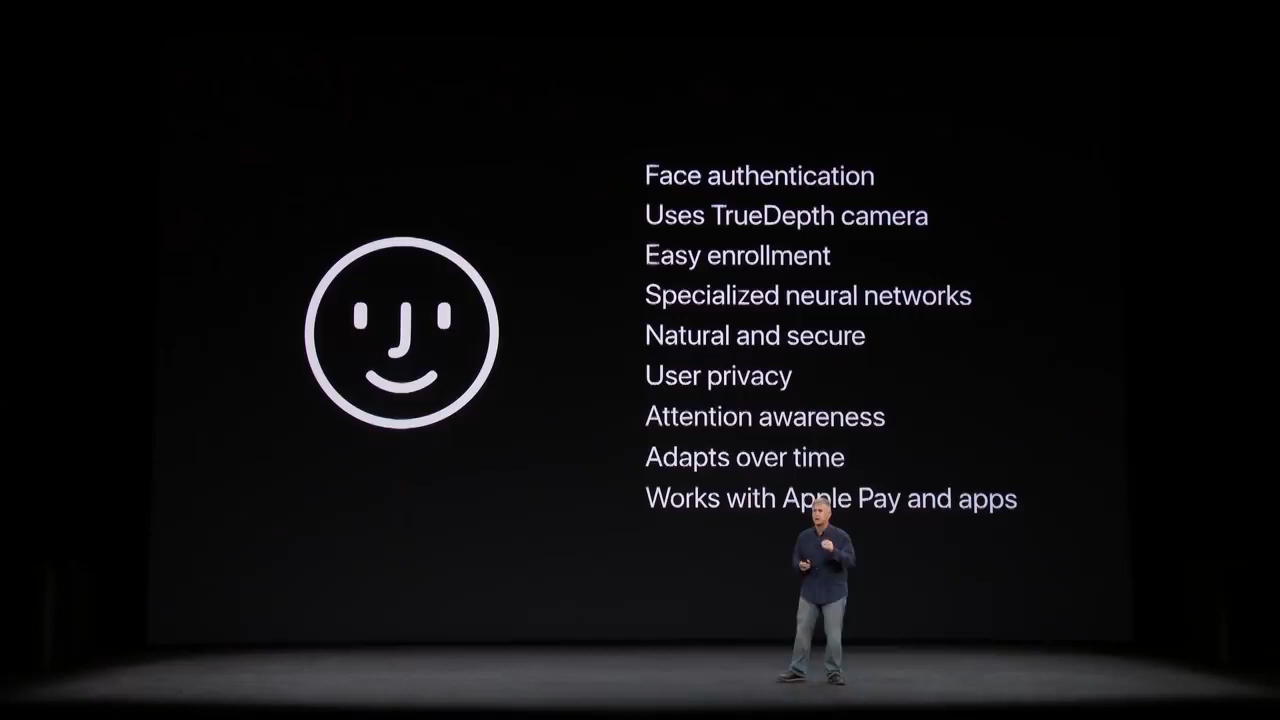 Face authentication
Uses TrueDepth camera
Easy enrollment
Specialized neural networks
Natural and secure
User privacy
Attention awareness
Adapts over time
Works with Apple Pay and apps